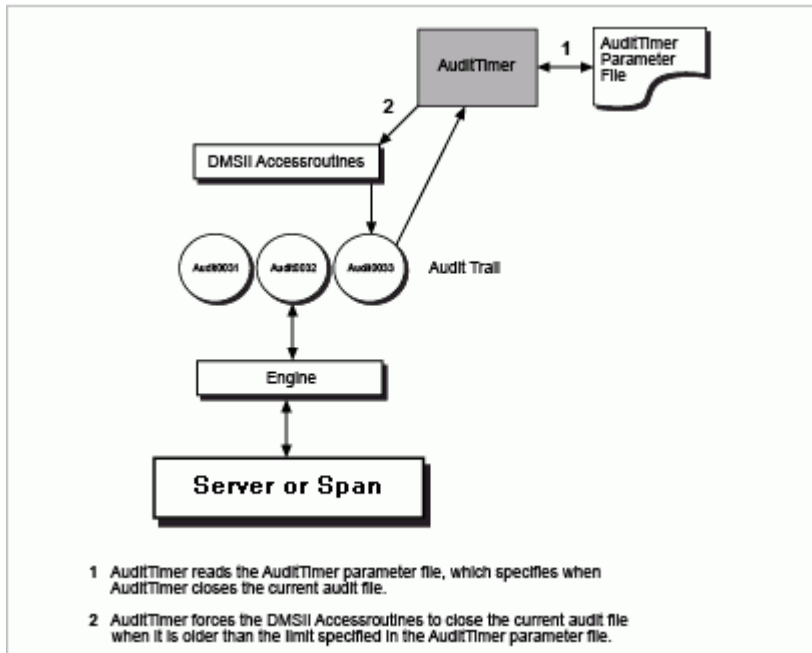 AuditTimer
1
AuditTimer
Parameter
File
2
DMSII Accessroutines
Audit0031
Audit0032
Audit0033
Audit Trail
Engine
Server or Span
1 AuditTimer reads the AuditTimer parameter file, which specifies when
AuditTimer closes the current audit file.
2 AuditTimer forces the DMSII Accessroutines to close the current audit file
when it is older than the limit specified in the AuditTimer parameter file.